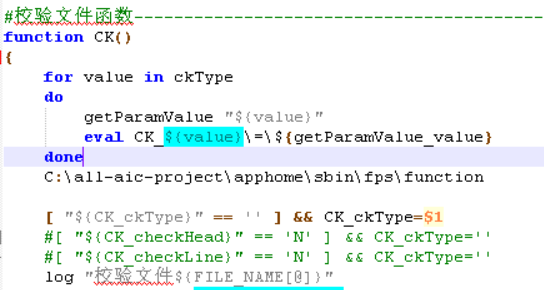 #校验文件函数----------------------------------------
function CK()
{
for value in ckType
do
getParamValue "${value}"
eval CK_${value}\=\${getParamValue_value}
done
C:\all-aic-project\apphome\sbin\fps\function
[ "${CK_ckType}" == '' ] && CK_ckType=$1
#[ "${CK_checkHead}" == 'N' ] && CK_ckType=''
#[ "${CK_checkLine}" == 'N' ] && CK_ckType=''
log "校验文件${FILE_NAME[@]}"